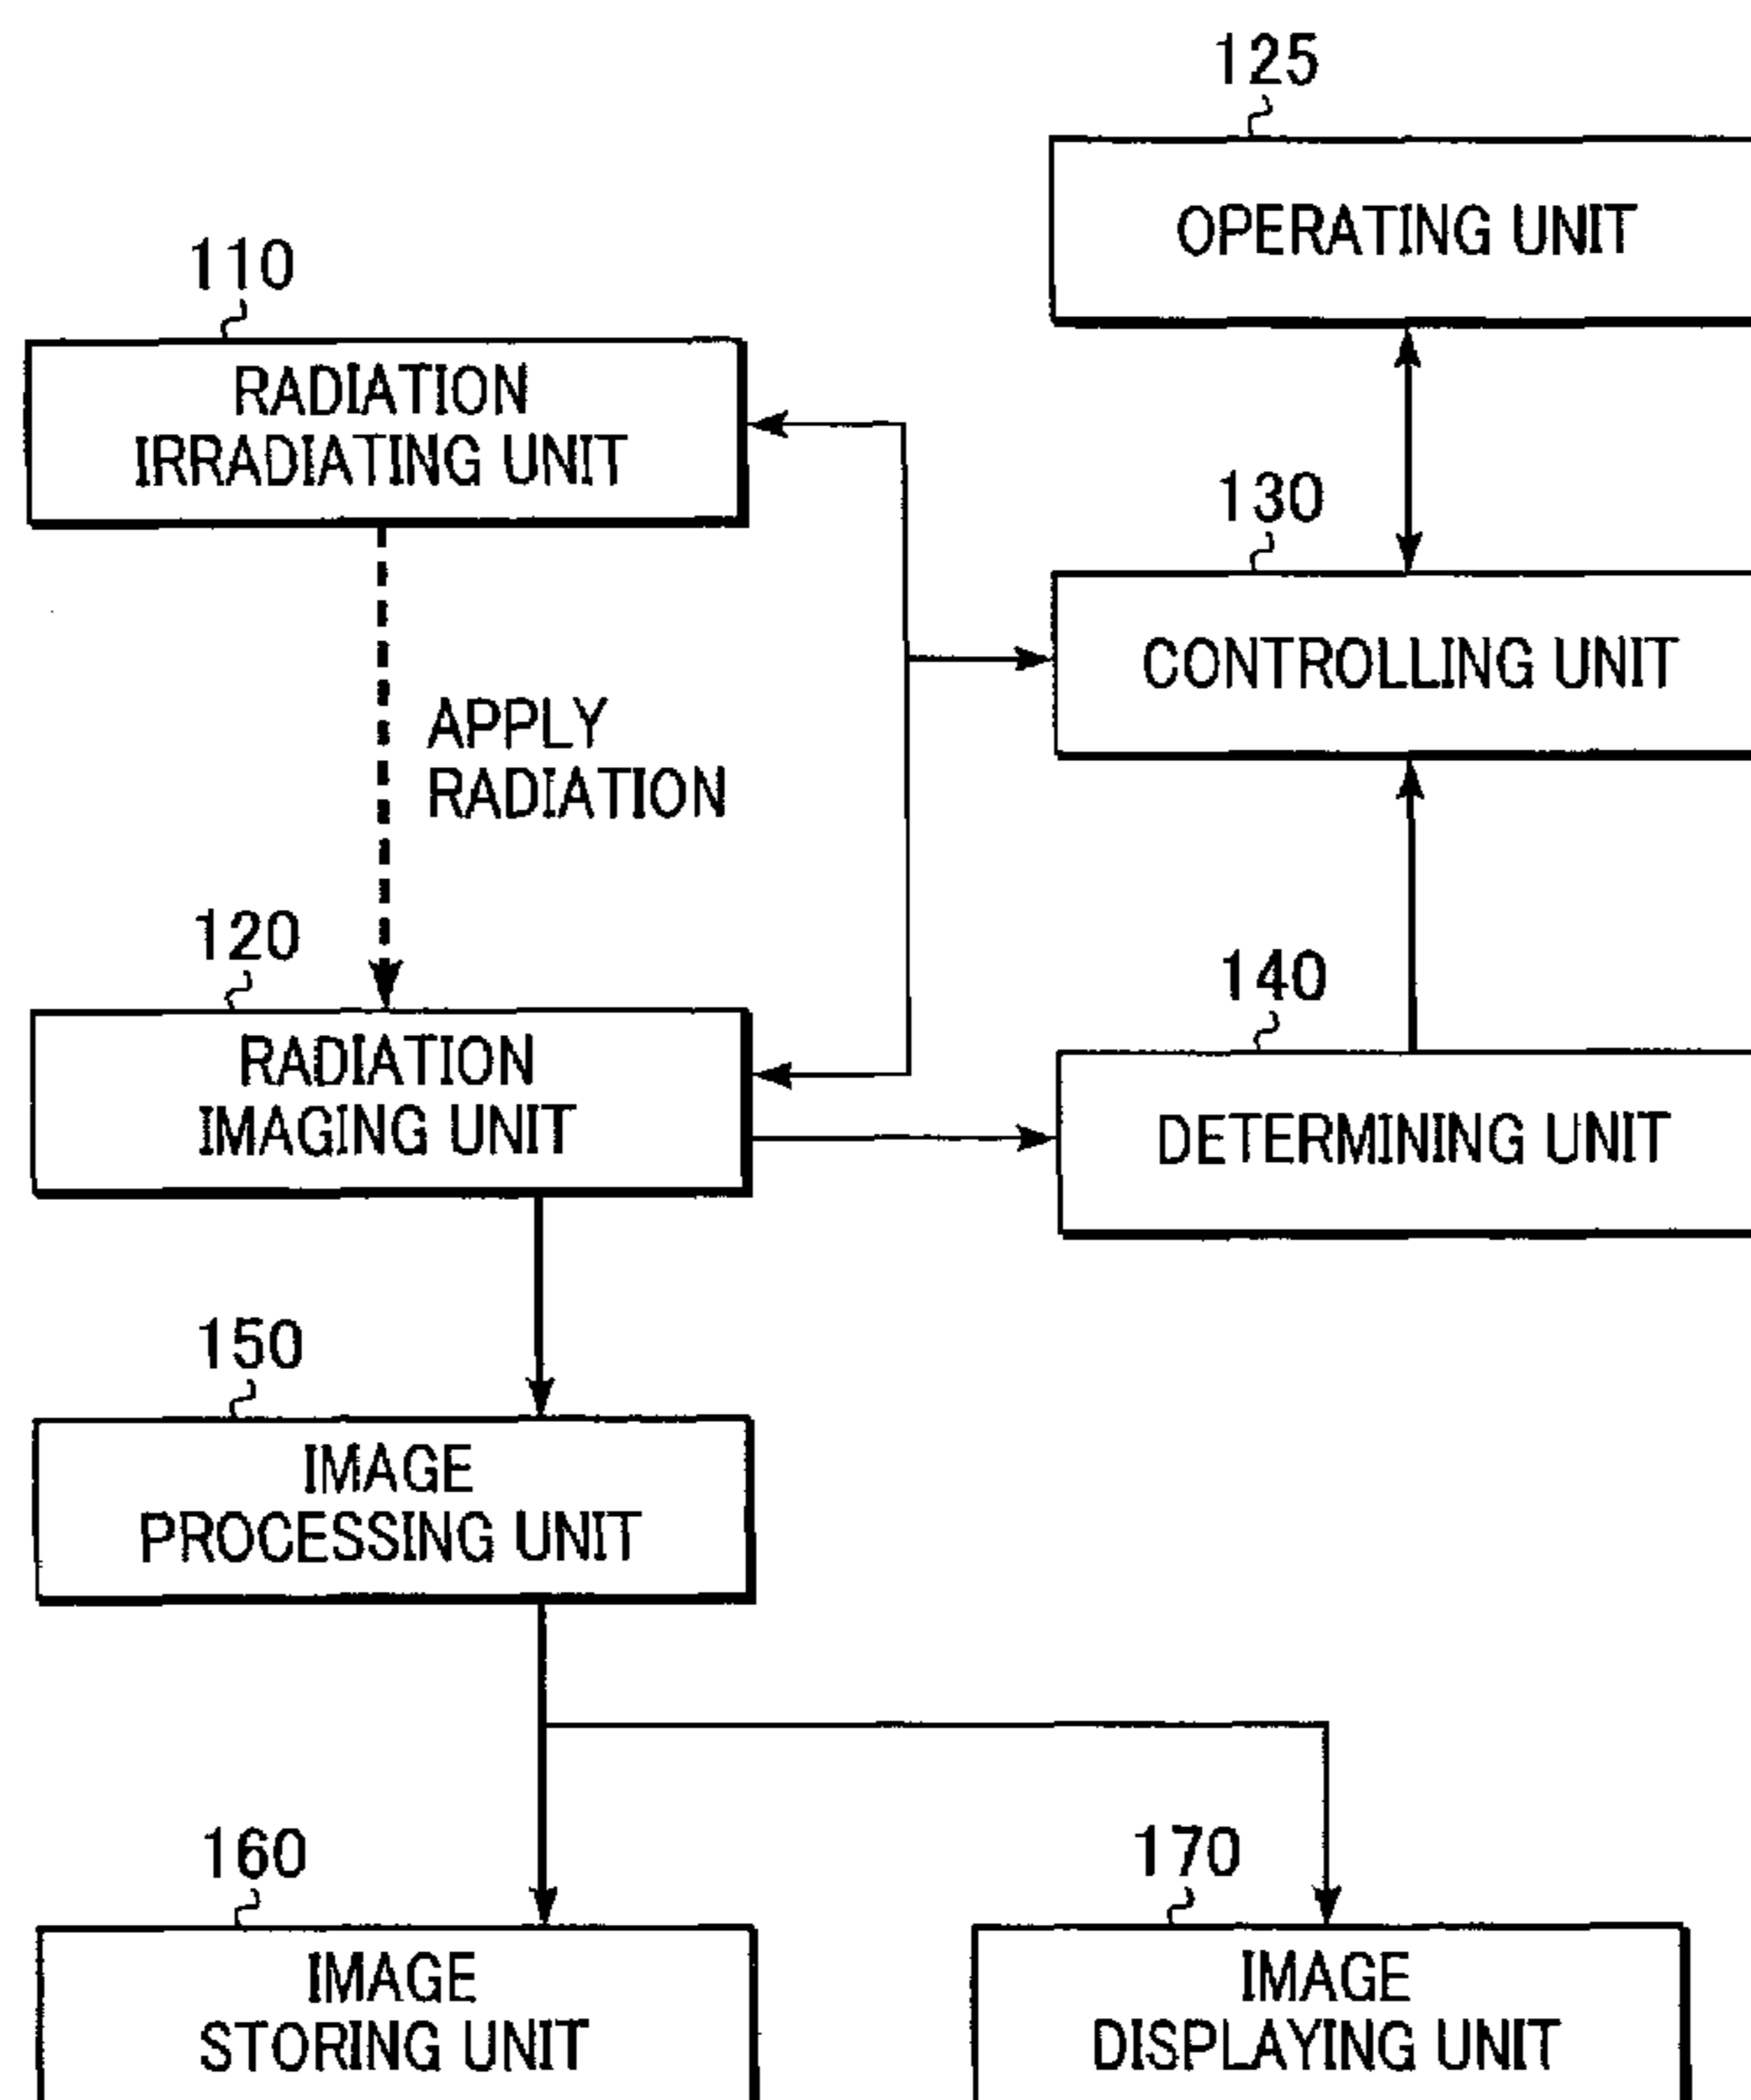 125
OPERATING UNIT
110
RADIATION
IRRADIATING UNIT
130
CONTROLLING UNIT
APPLY
RADIATION
120
RADIATION
IMAGING UNIT
140
DETERMINING UNIT
150
IMAGE
PROCESSING UNIT
160
IMAGE
STORING UNIT
170
IMAGE
DISPLAYING UNIT